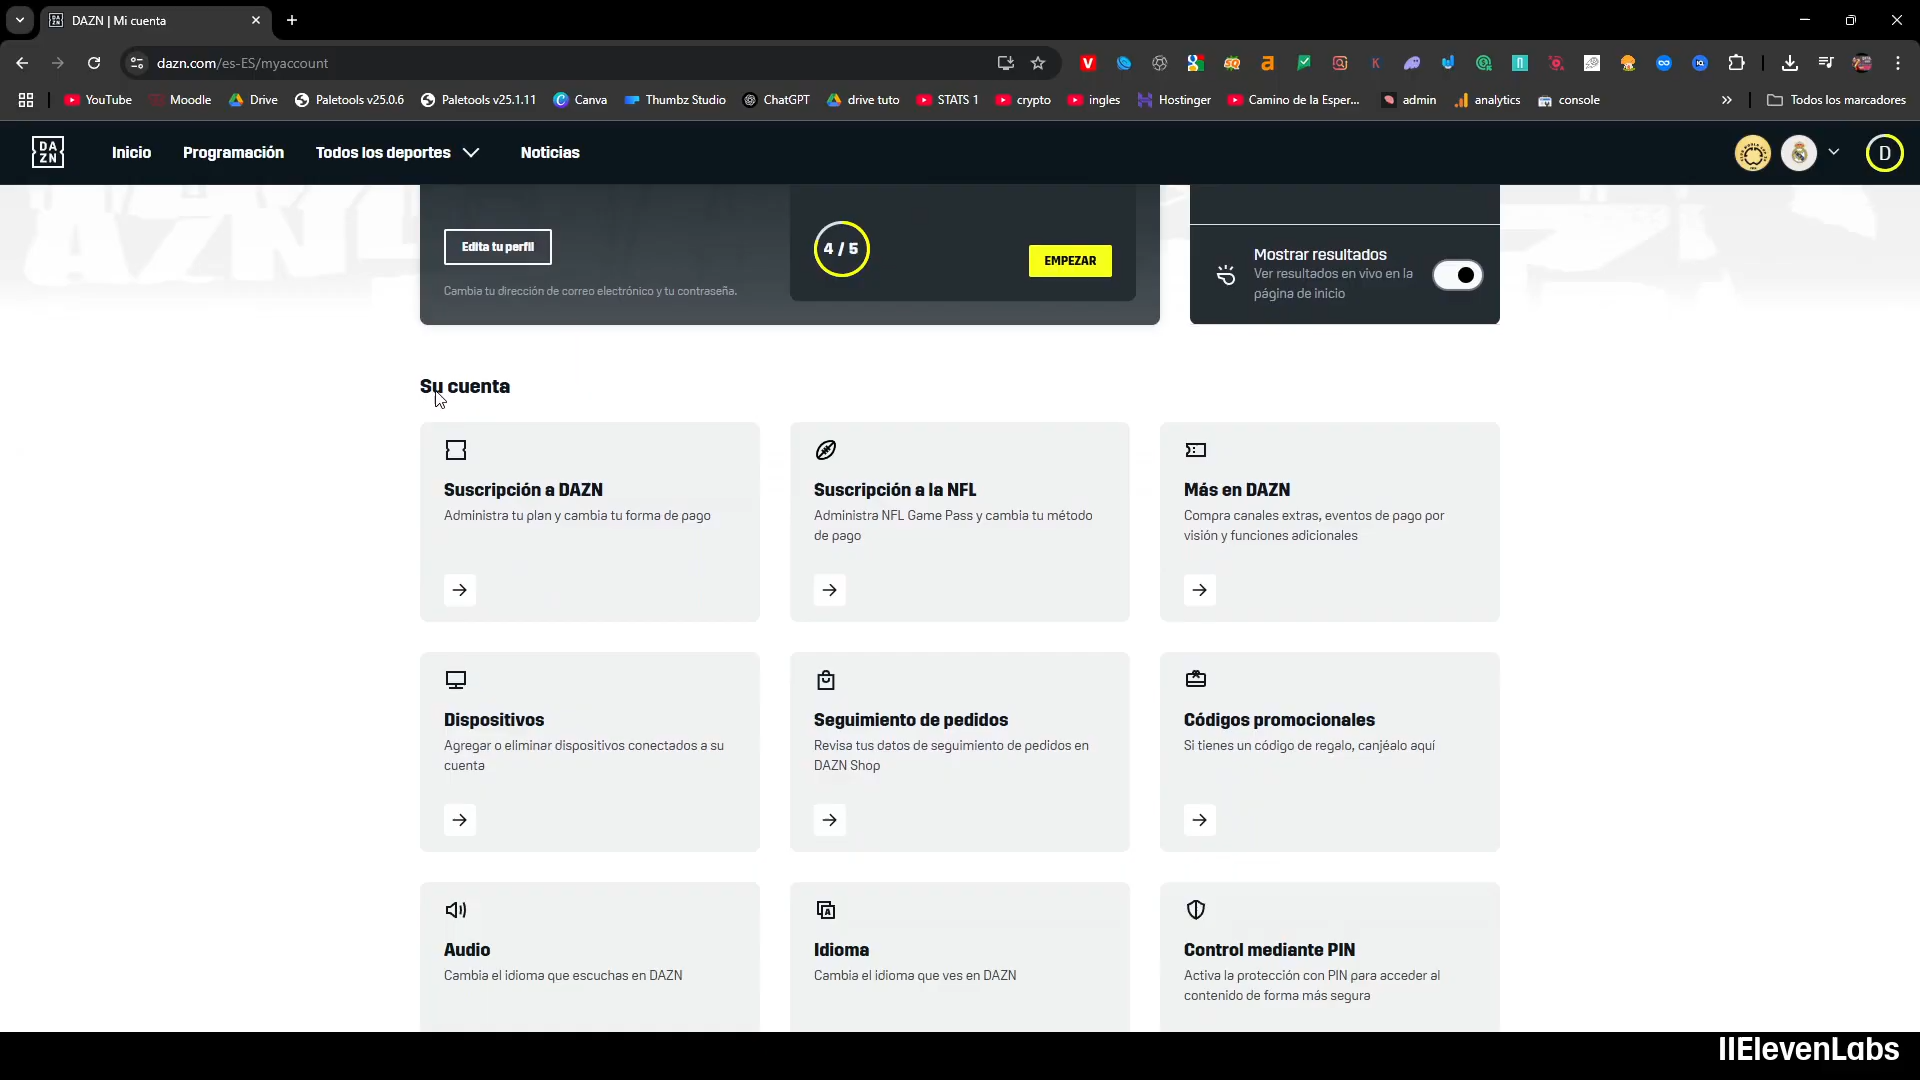 DAZN | Mi cuenta
dazn.com/es-ES/myaccount
YouTube Moodle Drive Paletools v25.0.6 Paletools v25.1.11 Canva Thumbz Studio ChatGPT drive tuto STATS 1 crypto ingles Hostinger Camino de la Esper... admin analytics console » Todos los marcadores
DA
ZN
Inicio Programación Todos los deportes Noticias D
Edita tu perfil
4 / 5
EMPEZAR
Cambia tu dirección de correo electrónico y tu contraseña.
Mostrar resultados
Ver resultados en vivo en la
página de inicio
Su cuenta
Suscripción a DAZN
Administra tu plan y cambia tu forma de pago
Suscripción a la NFL
Administra NFL Game Pass y cambia tu método
de pago
Más en DAZN
Compra canales extras, eventos de pago por
visión y funciones adicionales
Dispositivos
Agregar o eliminar dispositivos conectados a su
cuenta
Seguimiento de pedidos
Revisa tus datos de seguimiento de pedidos en
DAZN Shop
Códigos promocionales
Si tienes un código de regalo, canjéalo aquí
Audio
Cambia el idioma que escuchas en DAZN
Idioma
Cambia el idioma que ves en DAZN
Control mediante PIN
Activa la protección con PIN para acceder al
contenido de forma más segura
IIElevenLabs